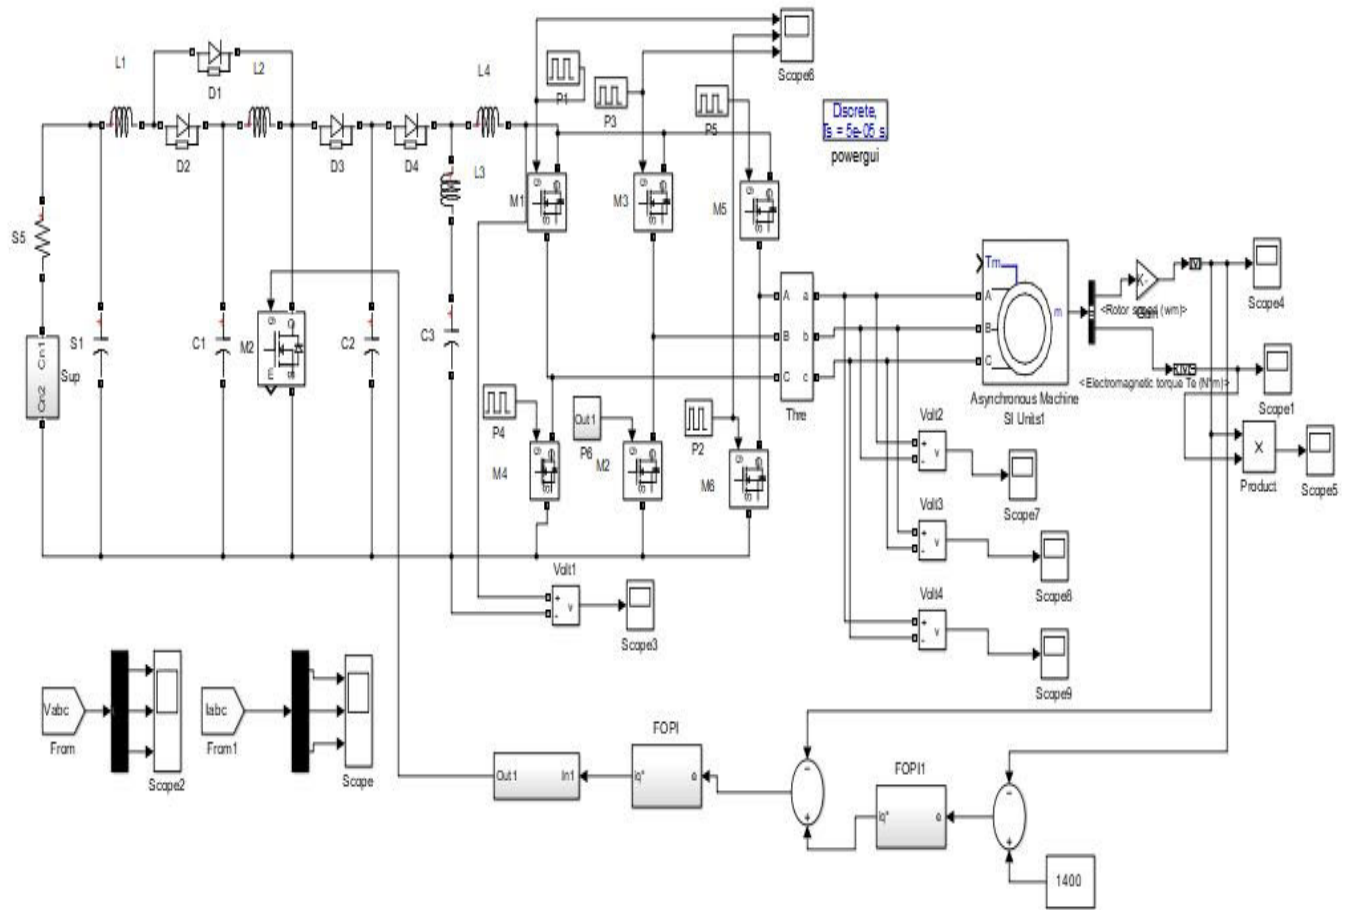 Scope6
L1
D1
L2
L4
P1
P3
P5
Discrete,
Ts = 5e-05 s
powergui
D2
D3
D4
L3
M1
M3
M5
S5
Cn1
Cn2
Sup
S1
C1
M2
C2
C3
A
B
C
a
b
c
Thre
Tm
A
B
C
m
Asynchronous Machine
SI Units1
K-
<Rotor speed (wm)>
Scope4
<Electromagnetic torque Te (N*m)>
Scope1
×
Product
Scope5
P4
M4
Out1
P6
M2
P2
M6
Volt2
+
-
v
Scope7
Volt3
+
-
v
Scope8
Volt4
+
-
v
Scope9
Volt1
+
-
v
Scope3
Vabc
From
Scope2
Iabc
From1
Scope
Out1
In1
FOPI
iq*
e
FOPI1
iq*
e
−
+
−
+
1400